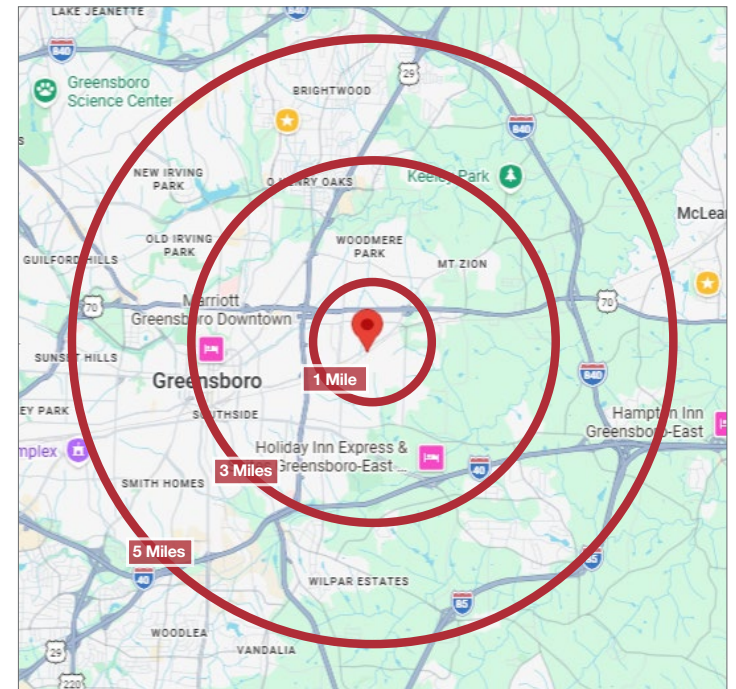 LAKE JEANETTE
840
840
Greensboro
Science Center
29
BRIGHTWOOD
840
NEW IRVING
PARK
O HENRY OAKS
Keeley Park
McLea
OLD IRVING
PARK
WOODMERE
PARK
GUILFORD HILLS
MT ZION
70
Marriott
Greensboro Downtown
70
SUNSET HILLS
Greensboro
1 Mile
840
EY PARK
SOUTHSIDE
Hampton Inn
Greensboro-East
mplex
Holiday Inn Express &
Greensboro-East ...
3 Miles
40
SMITH HOMES
5 Miles
40
85
WILPAR ESTATES
85
WOODLEA
VANDALIA
29
220